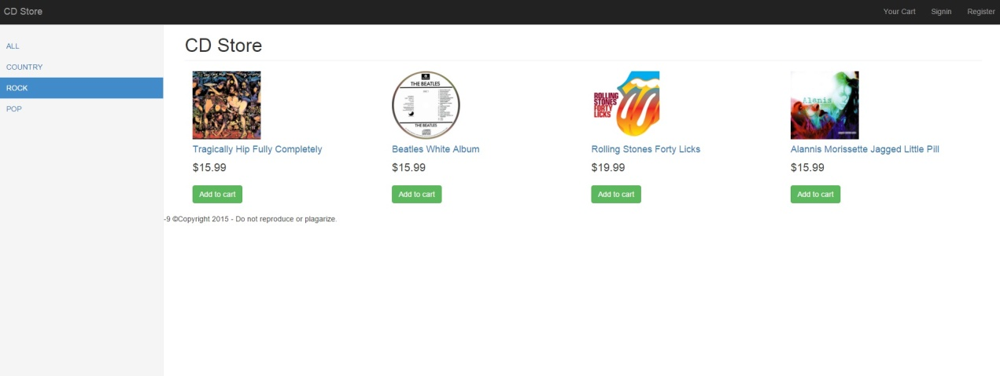 CD Store
Your Cart Signin Register
ALL
COUNTRY
ROCK
POP
CD Store
THE BEATLES
THE BEATLES
ROLLING
STONES
FORTY
LICKS
Alanis
Tragically Hip Fully Completely
Beatles White Album
Rolling Stones Forty Licks
Alannis Morissette Jagged Little Pill
$15.99
$15.99
$19.99
$15.99
Add to cart
Add to cart
Add to cart
Add to cart
-9 ©Copyright 2015 - Do not reproduce or plagarize.